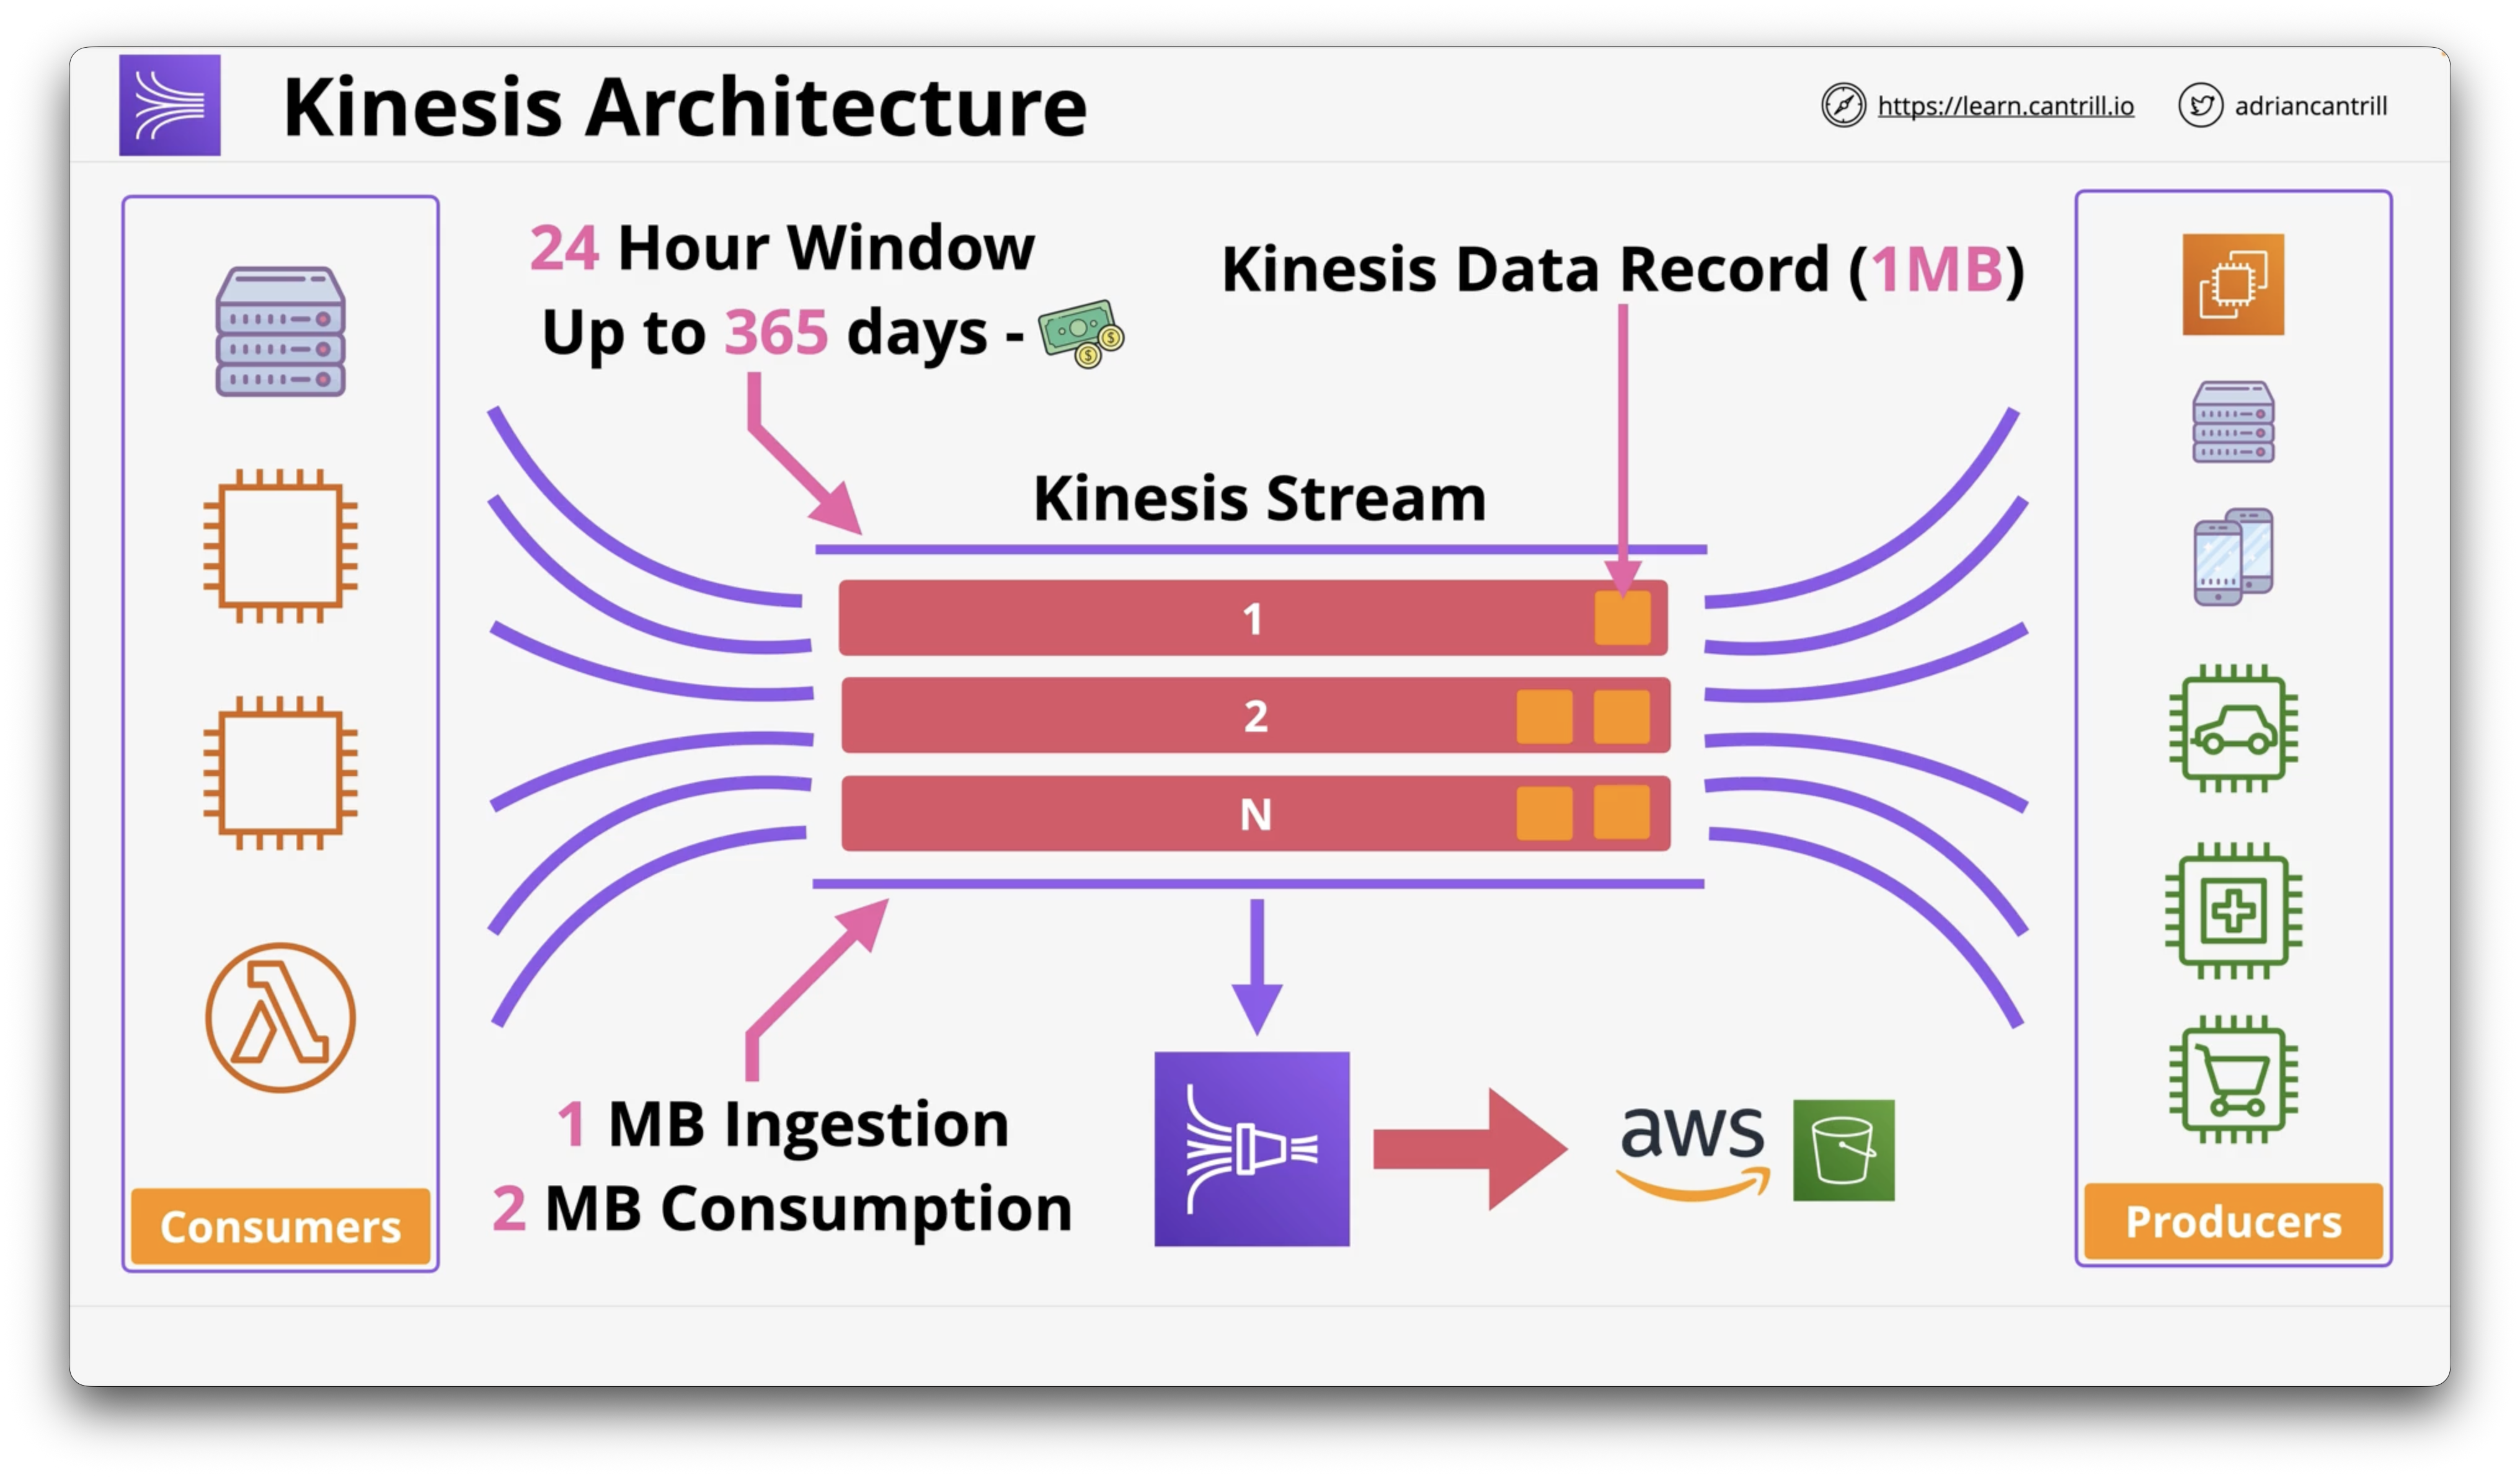 Kinesis Architecture
https://learn.cantrill.io
adriancantrill
24 Hour Window
Up to 365 days -
Kinesis Data Record (1MB)
Kinesis Stream
1
2
N
1 MB Ingestion
2 MB Consumption
aws
Consumers
Producers